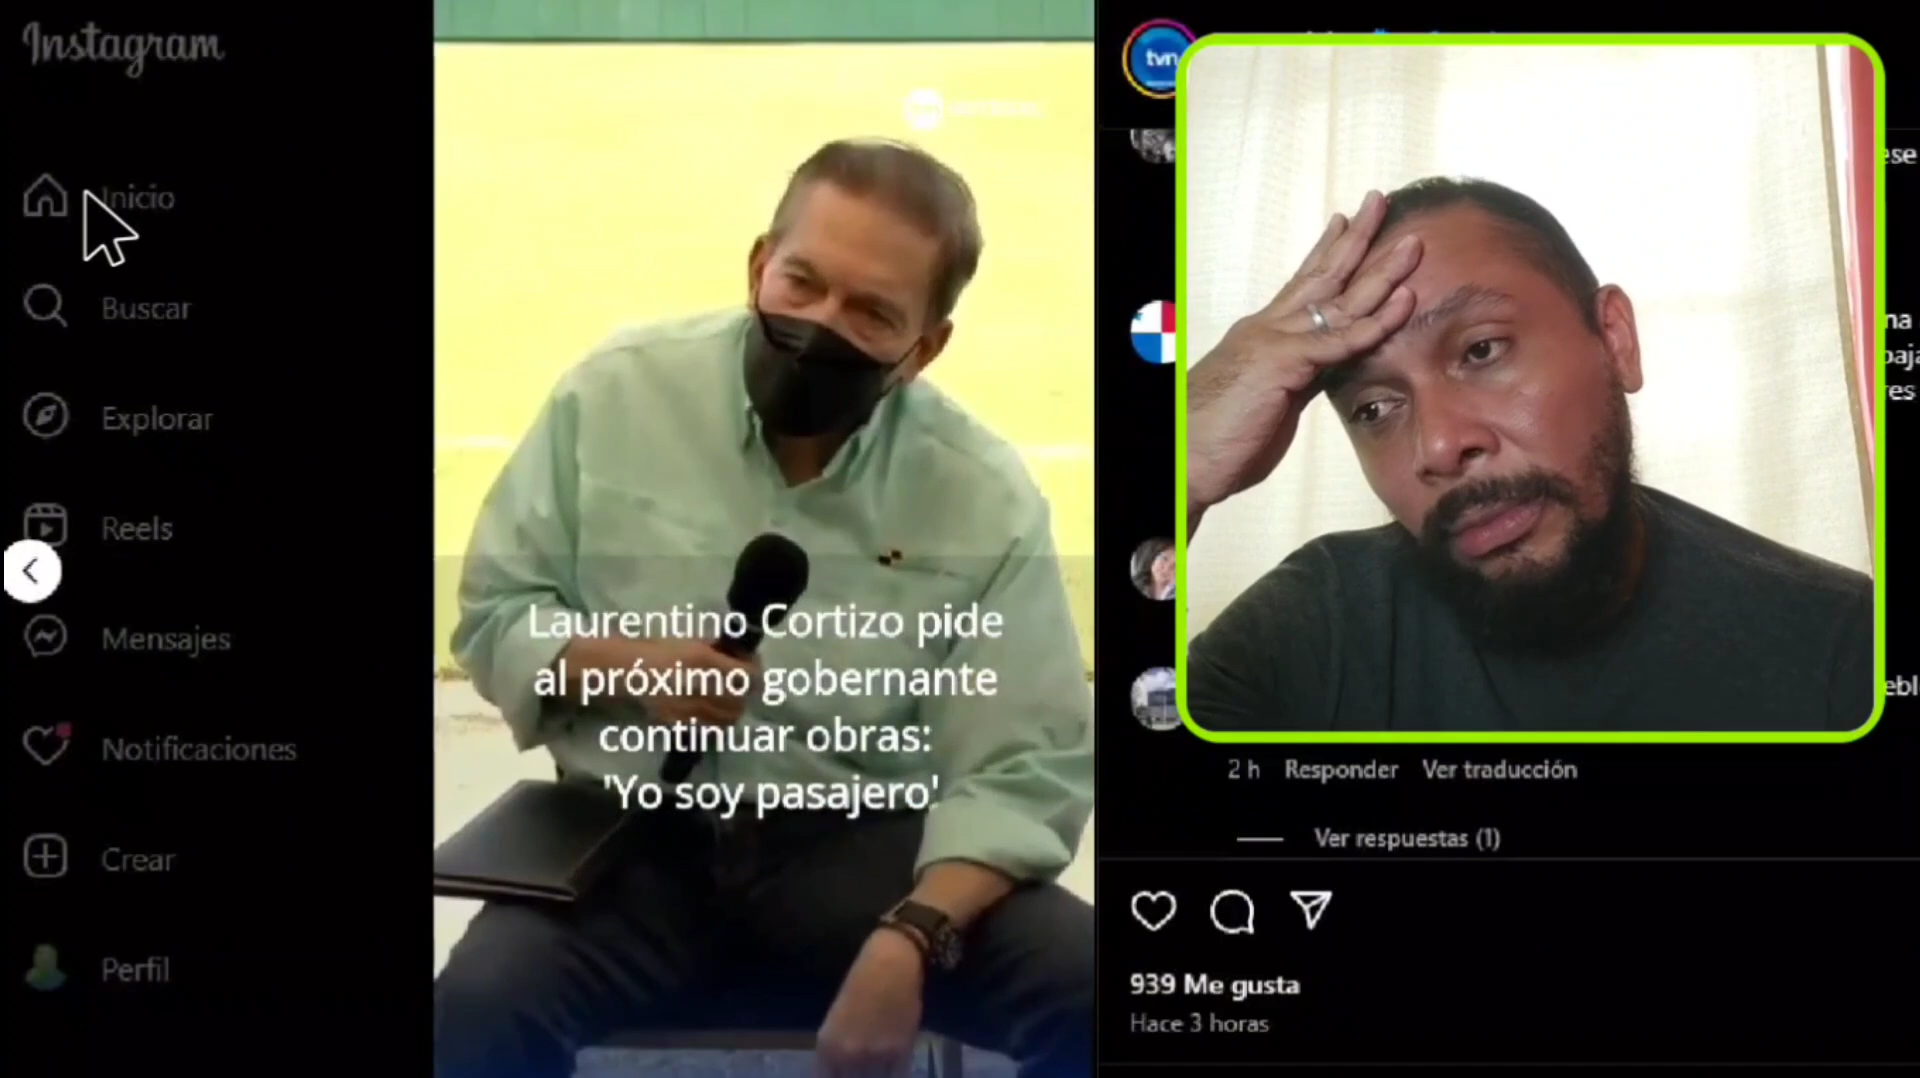 Instagram
Inicio
Buscar
Explorar
Reels
Mensajes
Notificaciones
Crear
Perfil
Laurentino Cortizo pide
al próximo gobernante
continuar obras:
'Yo soy pasajero'
tvn
2 h Responder Ver traducción
Ver respuestas (1)
939 Me gusta
Hace 3 horas